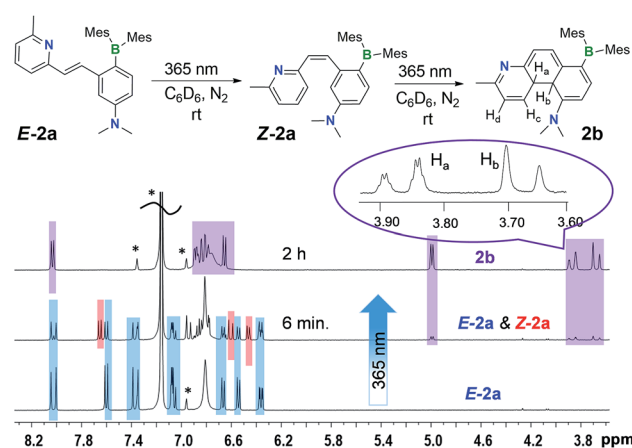 Mes
B
Mes
N
N
E-2a
365 nm
C6D6, N2
rt
Mes
B
Mes
N
N
Z-2a
365 nm
C6D6, N2
rt
Mes
B
Mes
N
Ha
Hb
Hd
Hc
N
2b
Ha
Hb
3.90
3.80
3.70
3.60
*
*
*
2 h
2b
6 min.
E-2a & Z-2a
365 nm
*
E-2a
8.2 7.8 7.4 7.0 6.6 6.2 5.8 5.4 5.0 4.6 4.2 3.8 ppm